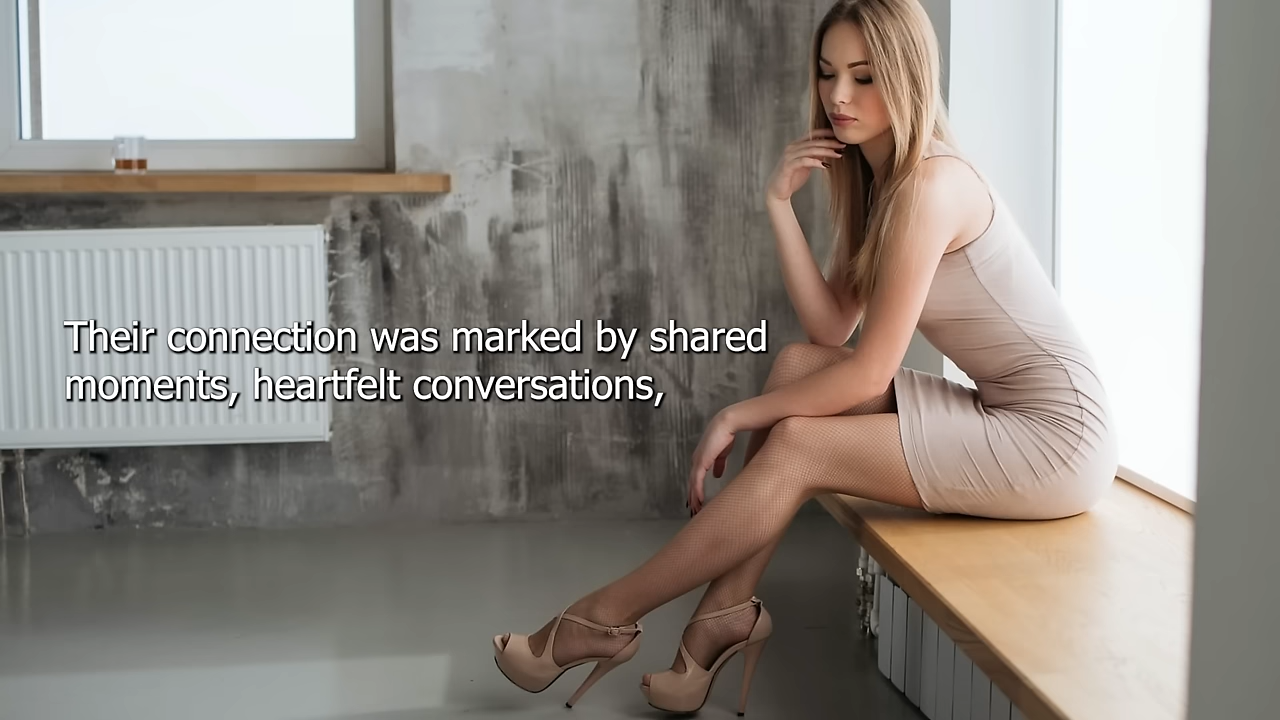 Their connection was marked by shared
moments, heartfelt conversations,